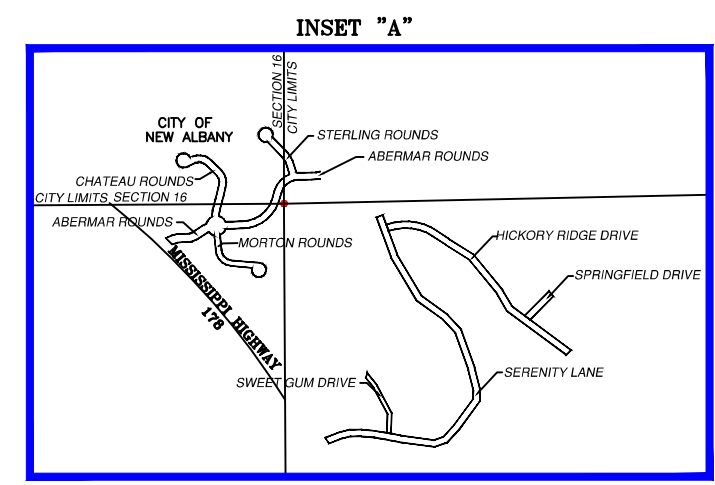 INSET "A"
SECTION 16
CITY LIMITS
CITY OF
NEW ALBANY
STERLING ROUNDS
ABERMAR ROUNDS
CHATEAU ROUNDS
CITY LIMITS SECTION 16
ABERMAR ROUNDS
MORTON ROUNDS
HICKORY RIDGE DRIVE
SPRINGFIELD DRIVE
MISSISSIPPI HIGHWAY
178
SWEET GUM DRIVE
SERENITY LANE